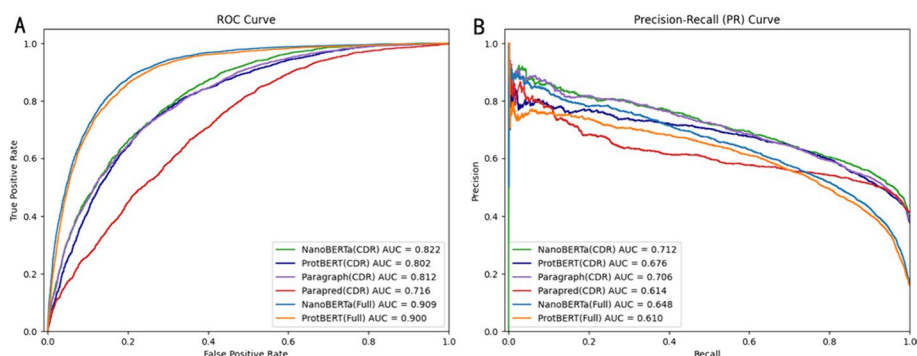 A
ROC Curve
1.0
0.8
0.6
0.4
0.2
0.0
True Positive Rate
NanoBERTa(CDR) AUC = 0.822
ProtBERT(CDR) AUC = 0.802
Paragraph(CDR) AUC = 0.812
Parapred(CDR) AUC = 0.716
NanoBERTa(Full) AUC = 0.909
ProtBERT(Full) AUC = 0.900
0.0 0.2 0.4 0.6 0.8 1.0
False Positive Rate
B
Precision-Recall (PR) Curve
1.0
0.8
0.6
0.4
0.2
0.0
Precision
NanoBERTa(CDR) AUC = 0.712
ProtBERT(CDR) AUC = 0.676
Paragraph(CDR) AUC = 0.706
Parapred(CDR) AUC = 0.614
NanoBERTa(Full) AUC = 0.648
ProtBERT(Full) AUC = 0.610
0.0 0.2 0.4 0.6 0.8 1.0
Recall